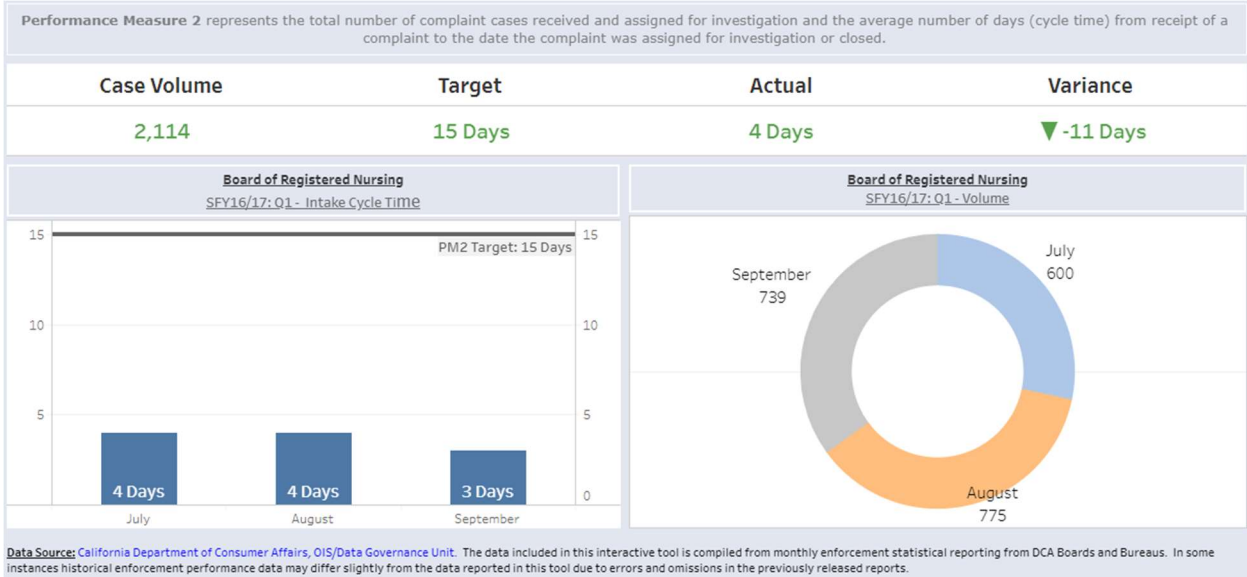 Performance Measure 2 represents the total number of complaint cases received and assigned for investigation and the average number of days (cycle time) from receipt of a
complaint to the date the complaint was assigned for investigation or closed.
Case Volume Target Actual Variance
2,114 15 Days 4 Days ▼ -11 Days
Board of Registered Nursing
SFY16/17: Q1 - Intake Cycle Time
15
10
5
PM2 Target: 15 Days
15
10
5
0
4 Days 4 Days 3 Days
July August September
Board of Registered Nursing
SFY16/17: Q1 - Volume
July
600
September
739
August
775
Data Source: California Department of Consumer Affairs, OIS/Data Governance Unit. The data included in this interactive tool is compiled from monthly enforcement statistical reporting from DCA Boards and Bureaus. In some
instances historical enforcement performance data may differ slightly from the data reported in this tool due to errors and omissions in the previously released reports.